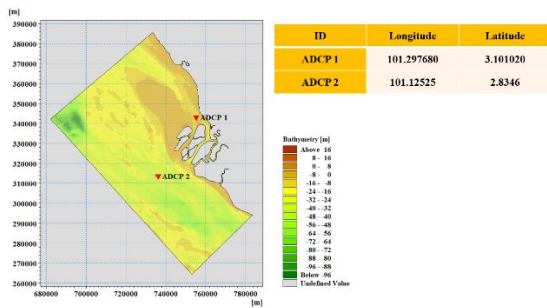 [m]
390000
380000
370000
360000
350000
340000
330000
320000
310000
300000
290000
280000
270000
260000
680000 700000 720000 740000 760000 780000
[m]
ADCP 1
ADCP 2
ID Longitude Latitude
ADCP 1 101.297680 3.101020
ADCP 2 101.12525 2.8346
Bathymetry [m]
Above 16
8 - 16
0 - 8
-8 - 0
-16 - -8
-24 - -16
-32 - -24
-40 - -32
-48 - -40
-56 - -48
-64 - 56
-72 - -64
-80 - -72
-88 - 80
-96 - -88
Below -96
Undefined Value